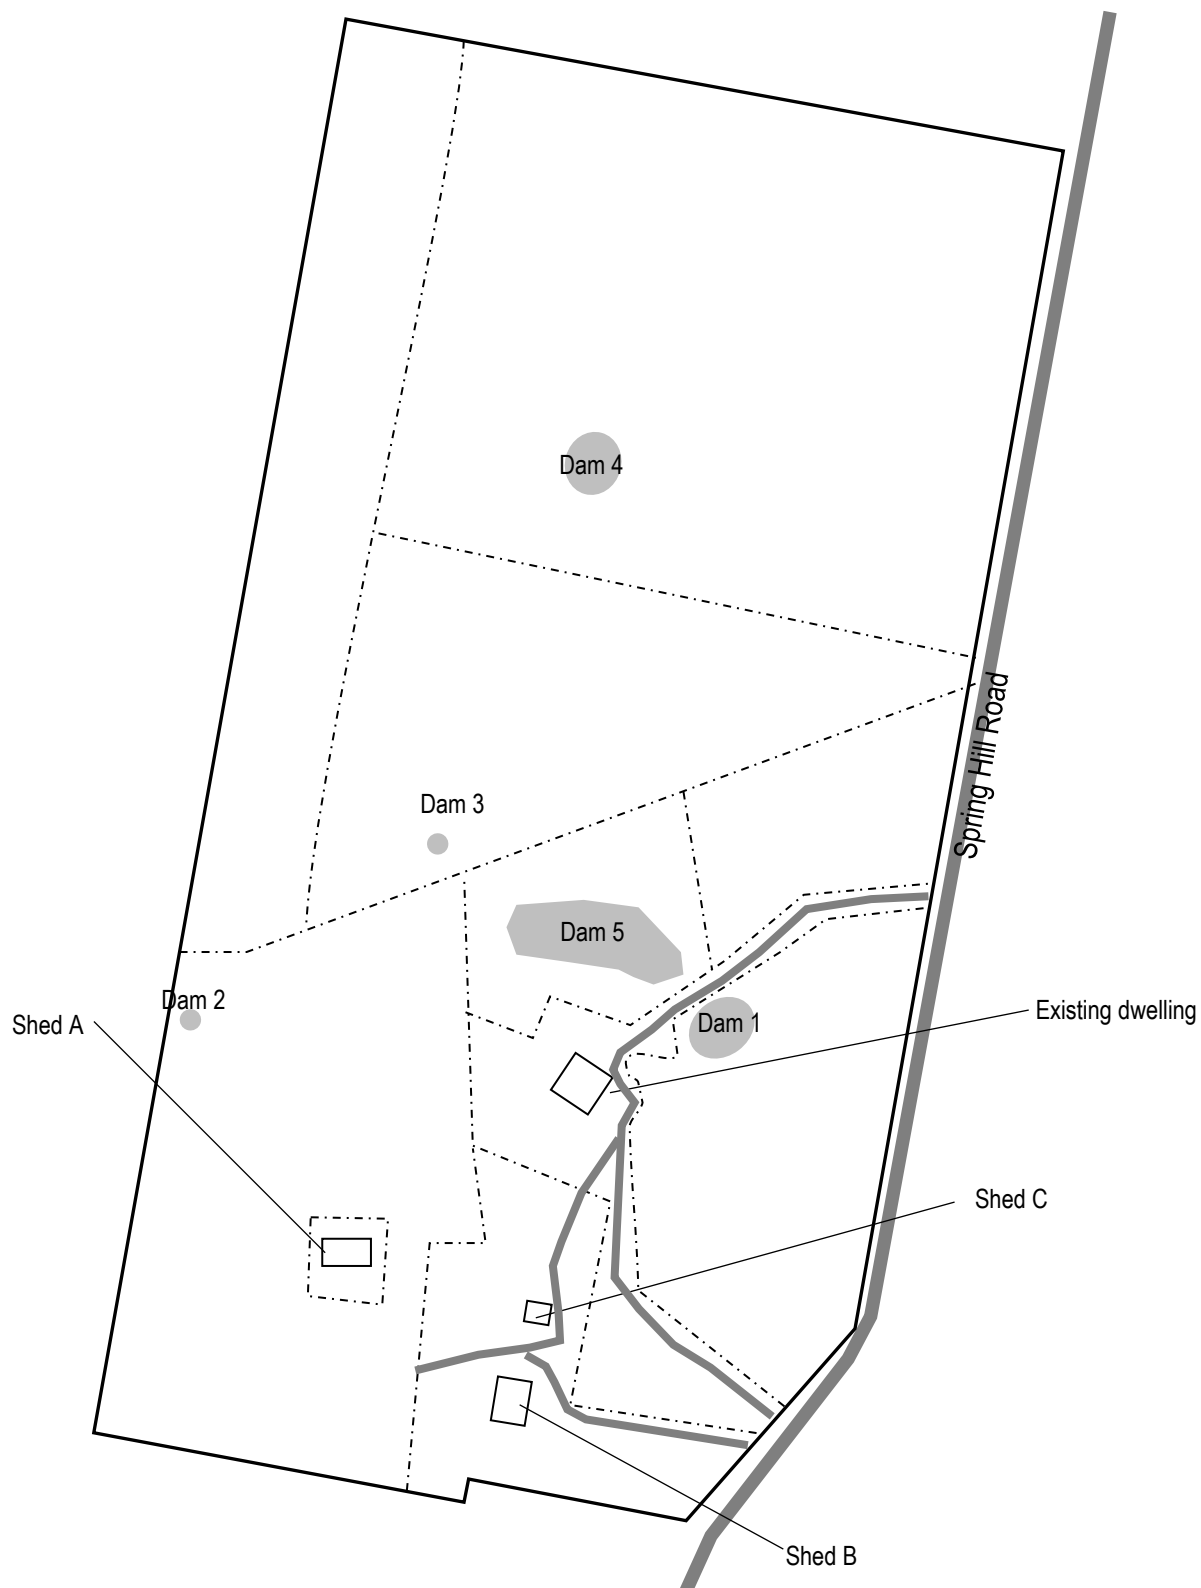 Dam 4
Spring Hill Road
Dam 3
Dam 5
Dam 2
Existing dwelling
Shed A
Dam 1
Shed C
Shed B